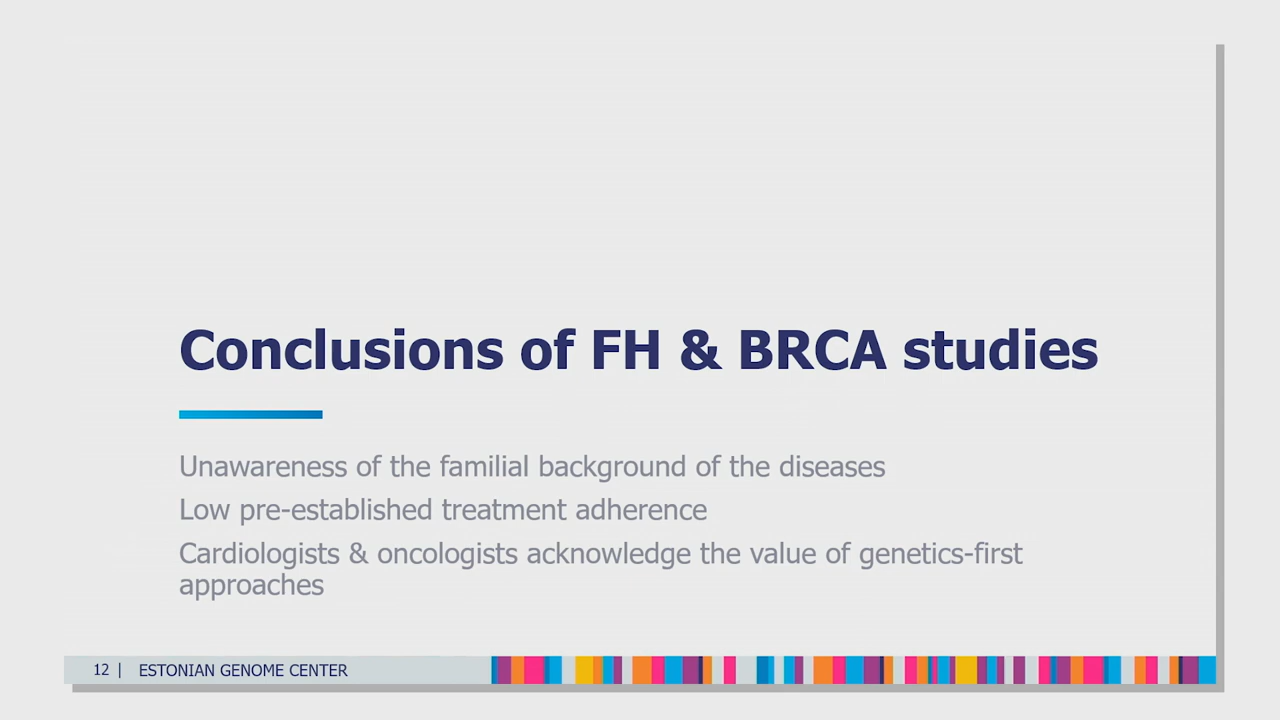 Conclusions of FH & BRCA studies
Unawareness of the familial background of the diseases
Low pre-established treatment adherence
Cardiologists & oncologists acknowledge the value of genetics-first
approaches
12 | ESTONIAN GENOME CENTER